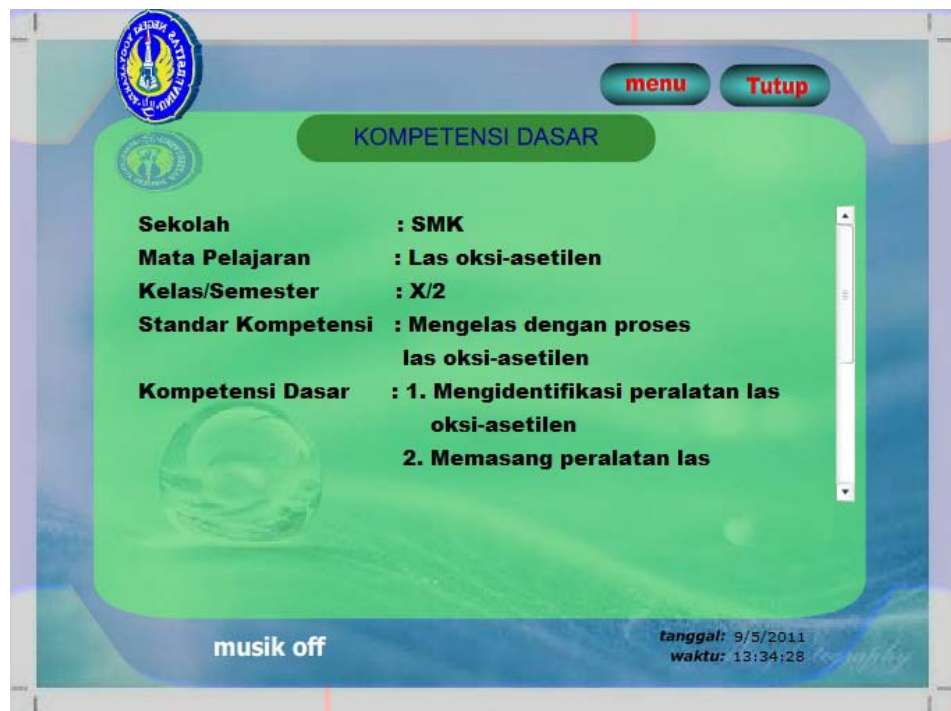 menu
Tutup
KOMPETENSI DASAR
Sekolah : SMK
Mata Pelajaran : Las oksi-asetilen
Kelas/Semester : X/2
Standar Kompetensi : Mengelas dengan proses
las oksi-asetilen
Kompetensi Dasar : 1. Mengidentifikasi peralatan las
oksi-asetilen
2. Memasang peralatan las
musik off
tanggal: 9/5/2011
waktu: 13:34:28